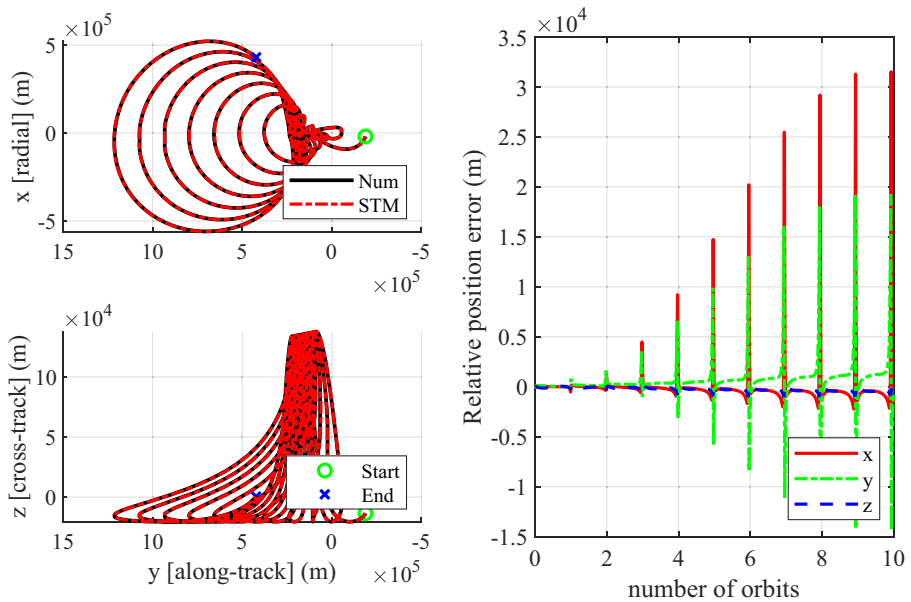 ×10⁵
5
0
-5
x [radial] (m)
Num
STM
15 10 5 0 -5
×10⁵
×10⁴
10
5
0
z [cross-track] (m)
Start
End
15 10 5 0 -5
y [along-track] (m)
×10⁵
×10⁴
3.5
3
2.5
2
1.5
1
0.5
0
-0.5
-1
-1.5
Relative position error (m)
x
y
z
0 2 4 6 8 10
number of orbits